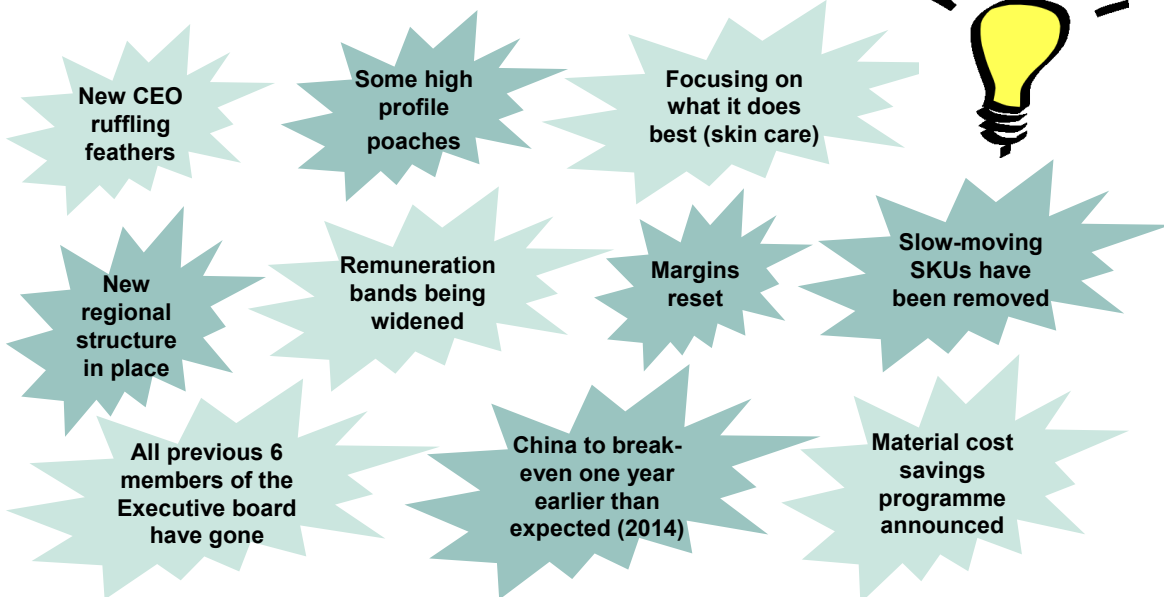 New CEO
ruffling
feathers
Some high
profile
poaches
Focusing on
what it does
best (skin care)
New
regional
structure
in place
Remuneration
bands being
widened
Margins
reset
Slow-moving
SKUs have
been removed
All previous 6
members of the
Executive board
have gone
China to break-
even one year
earlier than
expected (2014)
Material cost
savings
programme
announced